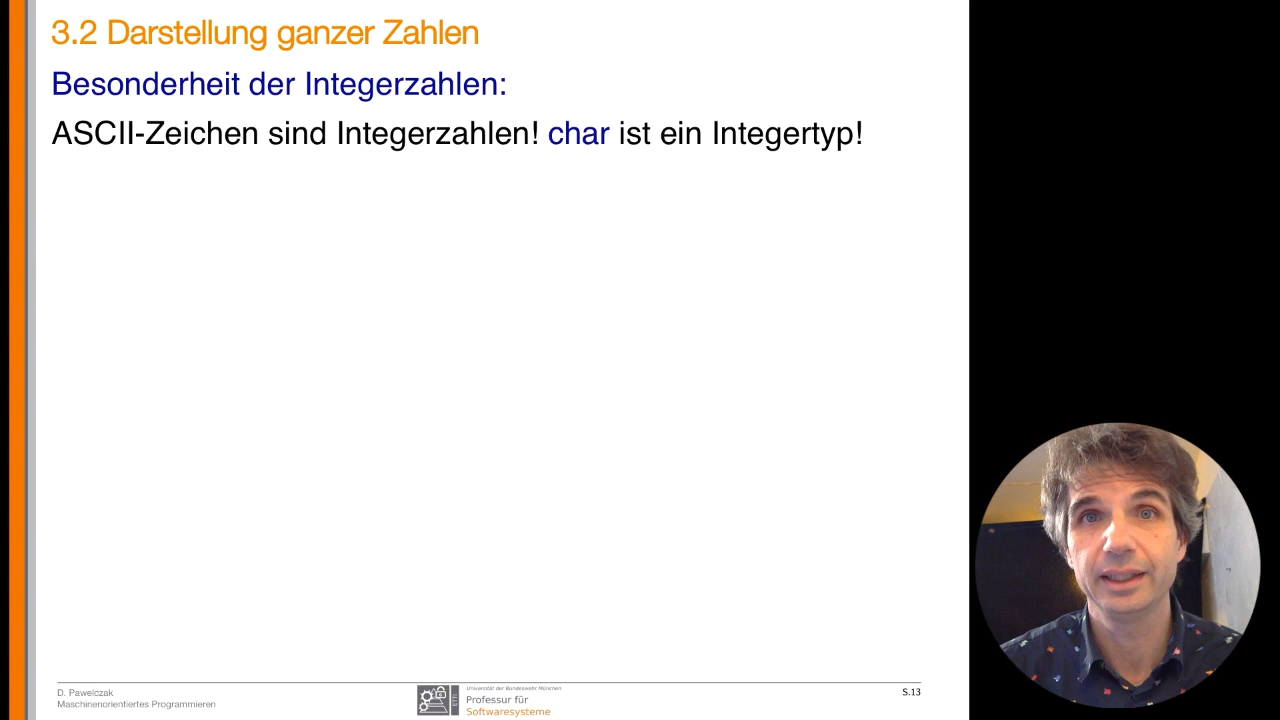 3.2 Darstellung ganzer Zahlen
Besonderheit der Integerzahlen:
ASCII-Zeichen sind Integerzahlen! char ist ein Integertyp!
D. Pawelczak
Maschinenorientiertes Programmieren
ETTI
Universität der Bundeswehr München
Professur für
Softwaresysteme
S.13